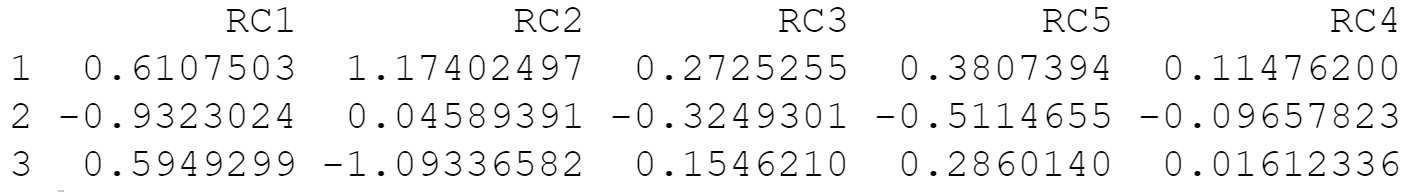 RC1 RC2 RC3 RC5 RC4
1 0.6107503 1.17402497 0.2725255 0.3807394 0.11476200
2 -0.9323024 0.04589391 -0.3249301 -0.5114655 -0.09657823
3 0.5949299 -1.09336582 0.1546210 0.2860140 0.01612336